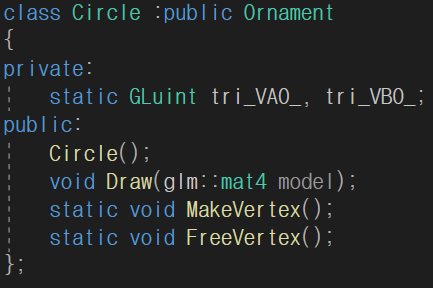 class Circle :public Ornament
{
private:
    static GLuint tri_VAO_, tri_VBO_;
public:
    Circle();
    void Draw(glm::mat4 model);
    static void MakeVertex();
    static void FreeVertex();
};